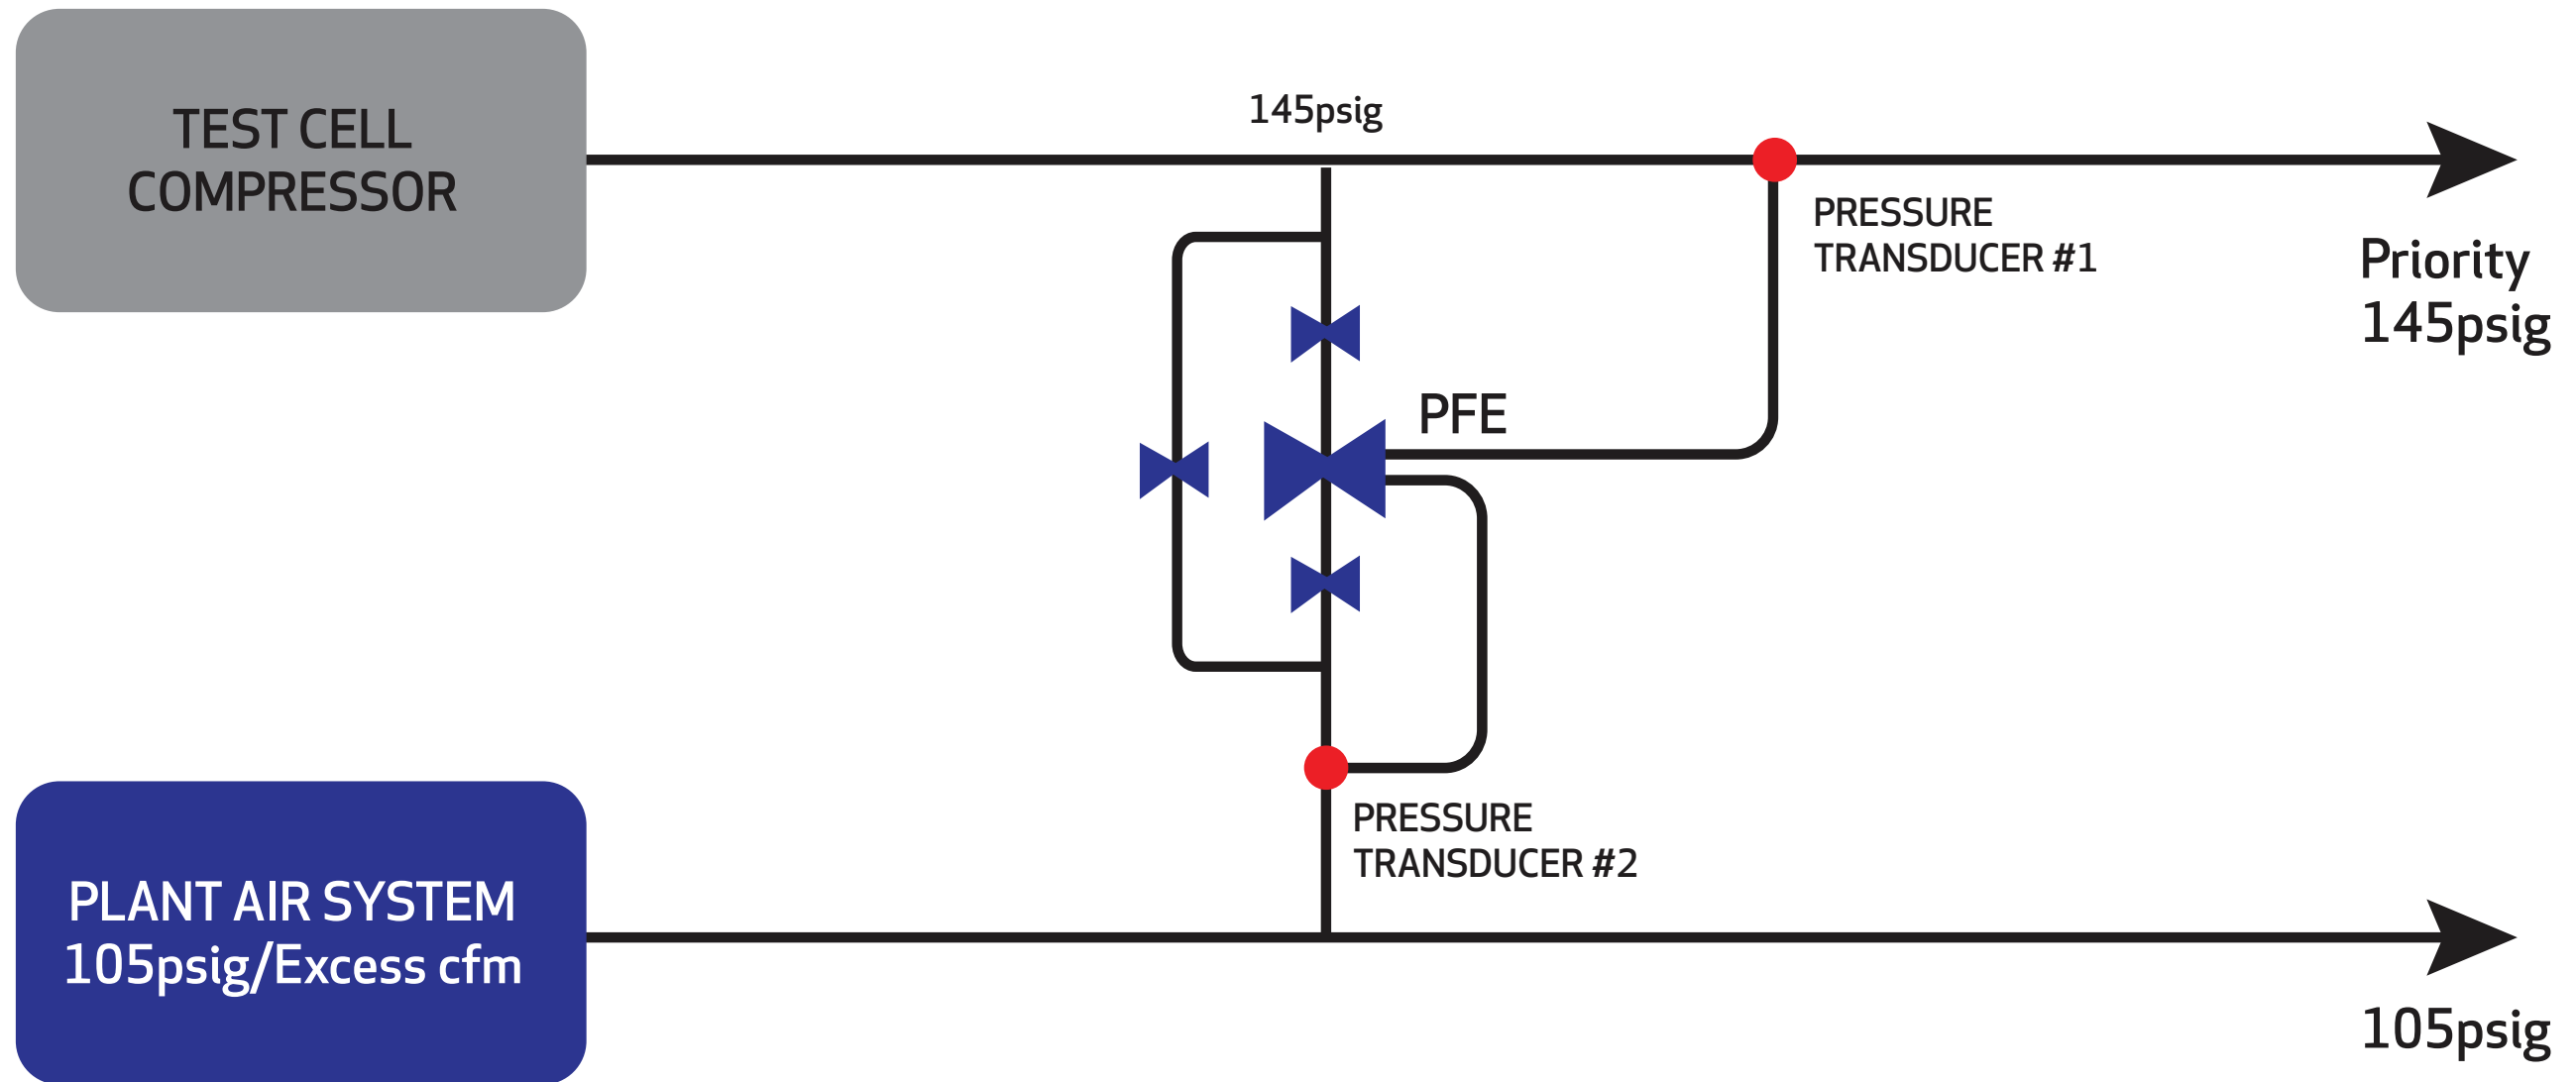 TEST CELL
COMPRESSOR
145psig
PRESSURE
TRANSDUCER #1
Priority
145psig
PFE
PRESSURE
TRANSDUCER #2
PLANT AIR SYSTEM
105psig/Excess cfm
105psig